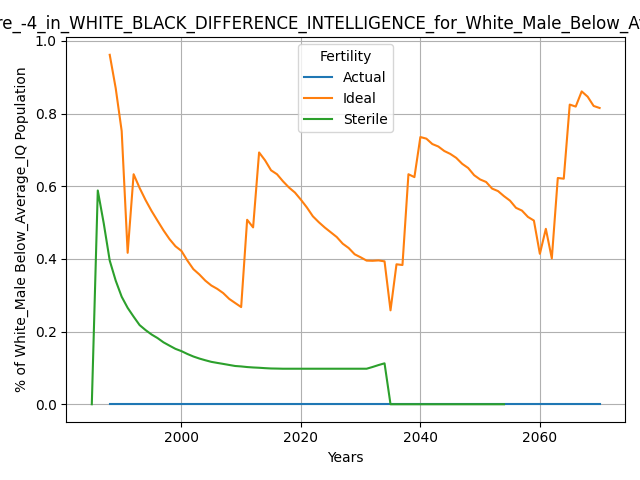 re_-4_in_WHITE_BLACK_DIFFERENCE_INTELLIGENCE_for_White_Male_Below_Av
Fertility
Actual
Ideal
Sterile
% of White_Male Below_Average_IQ Population
1.0
0.8
0.6
0.4
0.2
0.0
2000
2020
2040
2060
Years